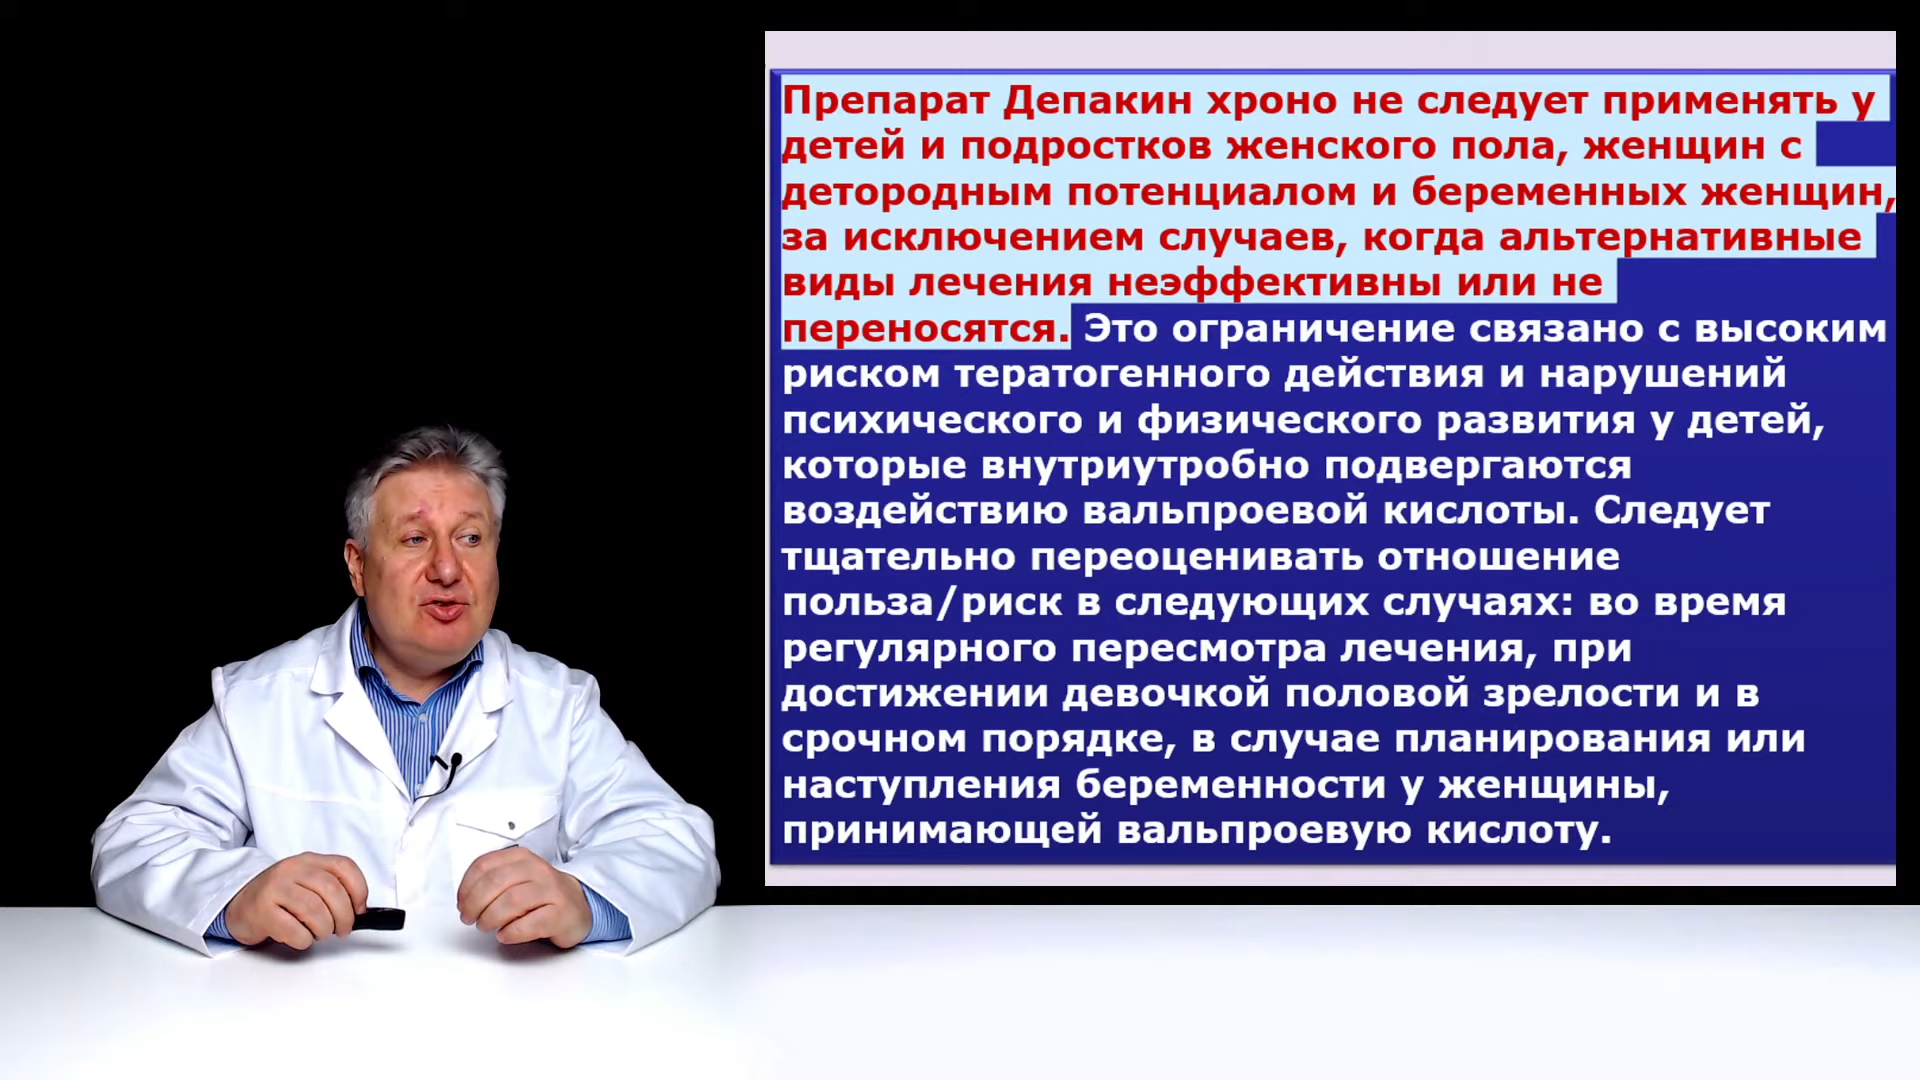 Препарат Депакин хроно не следует применять у
детей и подростков женского пола, женщин с
детородным потенциалом и беременных женщин,
за исключением случаев, когда альтернативные
виды лечения неэффективны или не
переносятся. Это ограничение связано с высоким
риском тератогенного действия и нарушений
психического и физического развития у детей,
которые внутриутробно подвергаются
воздействию вальпроевой кислоты. Следует
тщательно переоценивать отношение
польза/риск в следующих случаях: во время
регулярного пересмотра лечения, при
достижении девочкой половой зрелости и в
срочном порядке, в случае планирования или
наступления беременности у женщины,
принимающей вальпроевую кислоту.